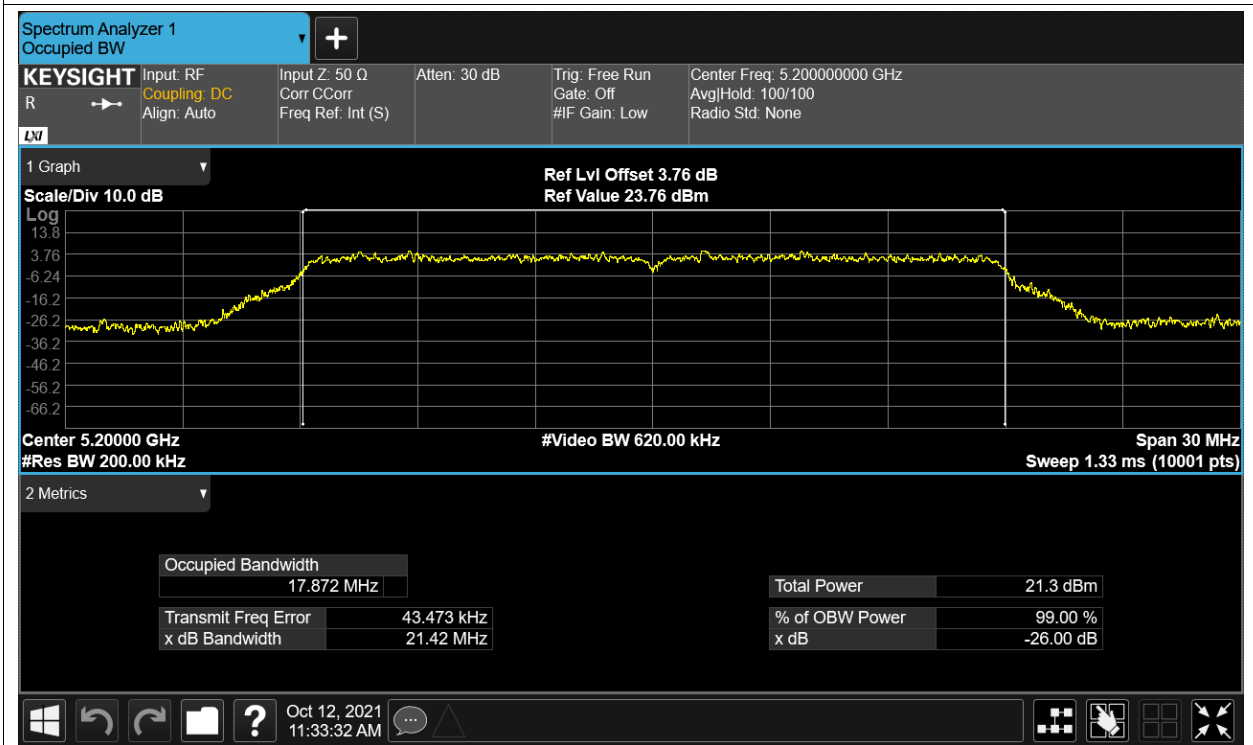 Spectrum Analyzer 1
Occupied BW
KEYSIGHT
R
LXI
Input: RF
Coupling: DC
Align: Auto
Input Z: 50 Ω
Corr CCorr
Freq Ref: Int (S)
Atten: 30 dB
Trig: Free Run
Gate: Off
#IF Gain: Low
Center Freq: 5.200000000 GHz
Avg|Hold: 100/100
Radio Std: None
1 Graph
Scale/Div 10.0 dB
Ref Lvl Offset 3.76 dB
Ref Value 23.76 dBm
Log
13.8
3.76
-6.24
-16.2
-26.2
-36.2
-46.2
-56.2
-66.2
Center 5.20000 GHz
#Video BW 620.00 kHz
Span 30 MHz
#Res BW 200.00 kHz
Sweep 1.33 ms (10001 pts)
2 Metrics
Occupied Bandwidth
17.872 MHz
Total Power 21.3 dBm
Transmit Freq Error 43.473 kHz
% of OBW Power 99.00 %
x dB Bandwidth 21.42 MHz
x dB -26.00 dB
?
Oct 12, 2021
11:33:32 AM